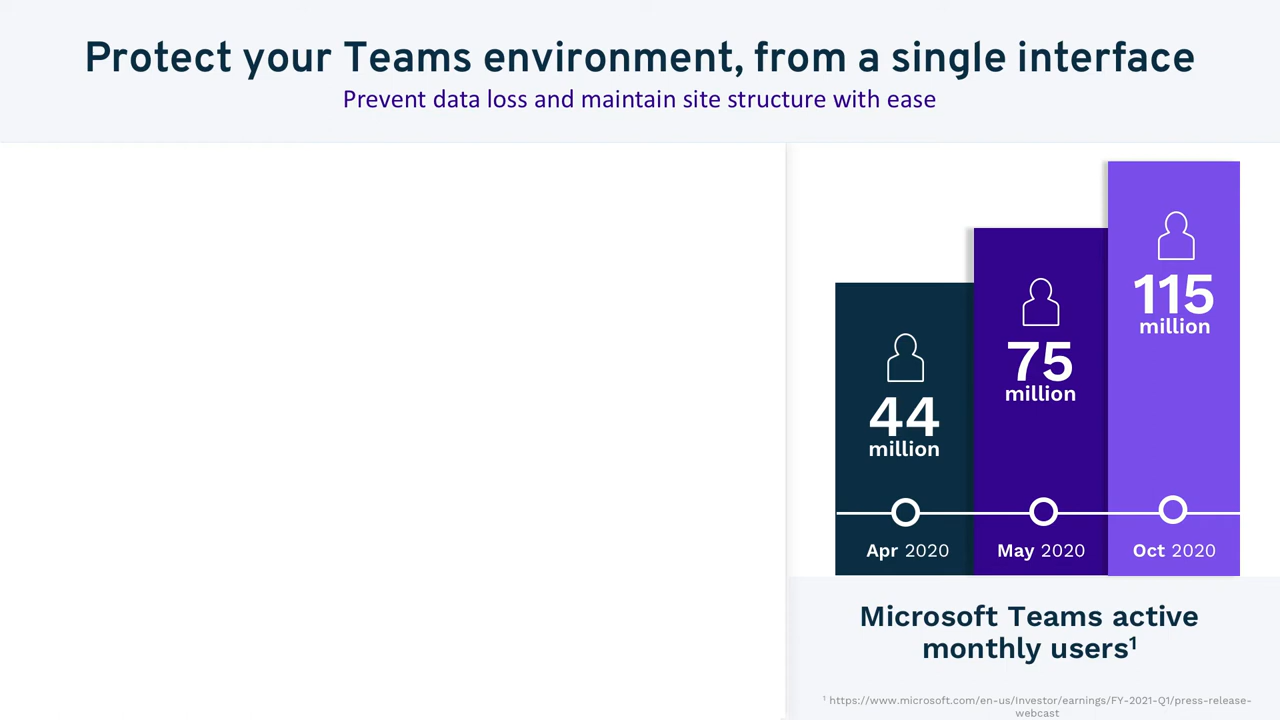 Protect your Teams environment, from a single interface
Prevent data loss and maintain site structure with ease
115
million
75
million
44
million
Apr 2020
May 2020
Oct 2020
Microsoft Teams active
monthly users¹
¹ https://www.microsoft.com/en-us/Investor/earnings/FY-2021-Q1/press-release-
webcast